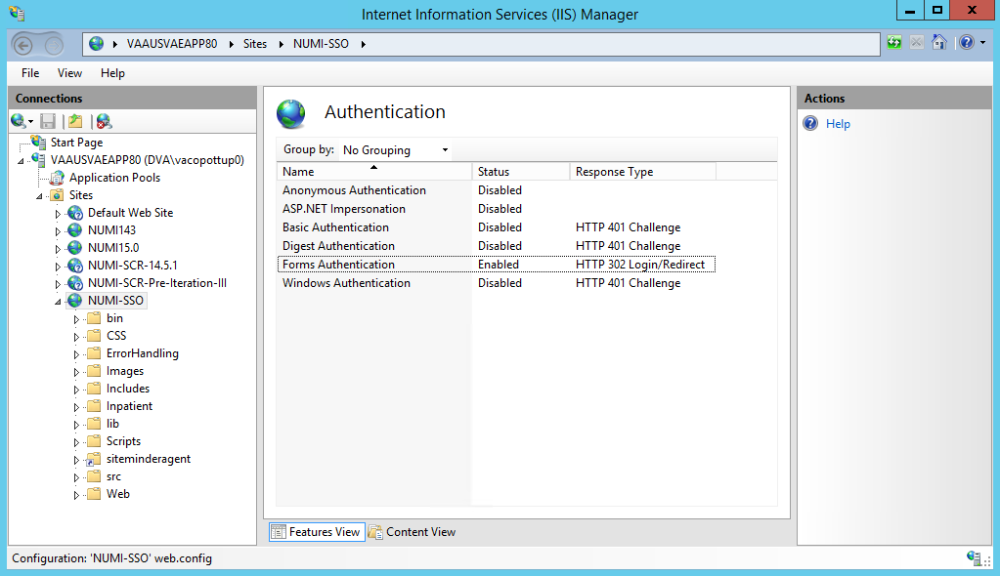 Internet Information Services (IIS) Manager
VAAUSVAEAPP80 Sites NUMI-SSO
File View Help
Connections
Start Page
VAAUSVAEAPP80 (DVA\vacopottup0)
Application Pools
Sites
Default Web Site
NUMI143
NUMI15.0
NUMI-SCR-14.5.1
NUMI-SCR-Pre-Iteration-III
NUMI-SSO
bin
CSS
ErrorHandling
Images
Includes
Inpatient
lib
Scripts
siteminderagent
src
Web
Authentication
Group by: No Grouping
Name Status Response Type
Anonymous Authentication Disabled
ASP.NET Impersonation Disabled
Basic Authentication Disabled HTTP 401 Challenge
Digest Authentication Disabled HTTP 401 Challenge
Forms Authentication Enabled HTTP 302 Login/Redirect
Windows Authentication Disabled HTTP 401 Challenge
Features View Content View
Actions
Help
Configuration: 'NUMI-SSO' web.config